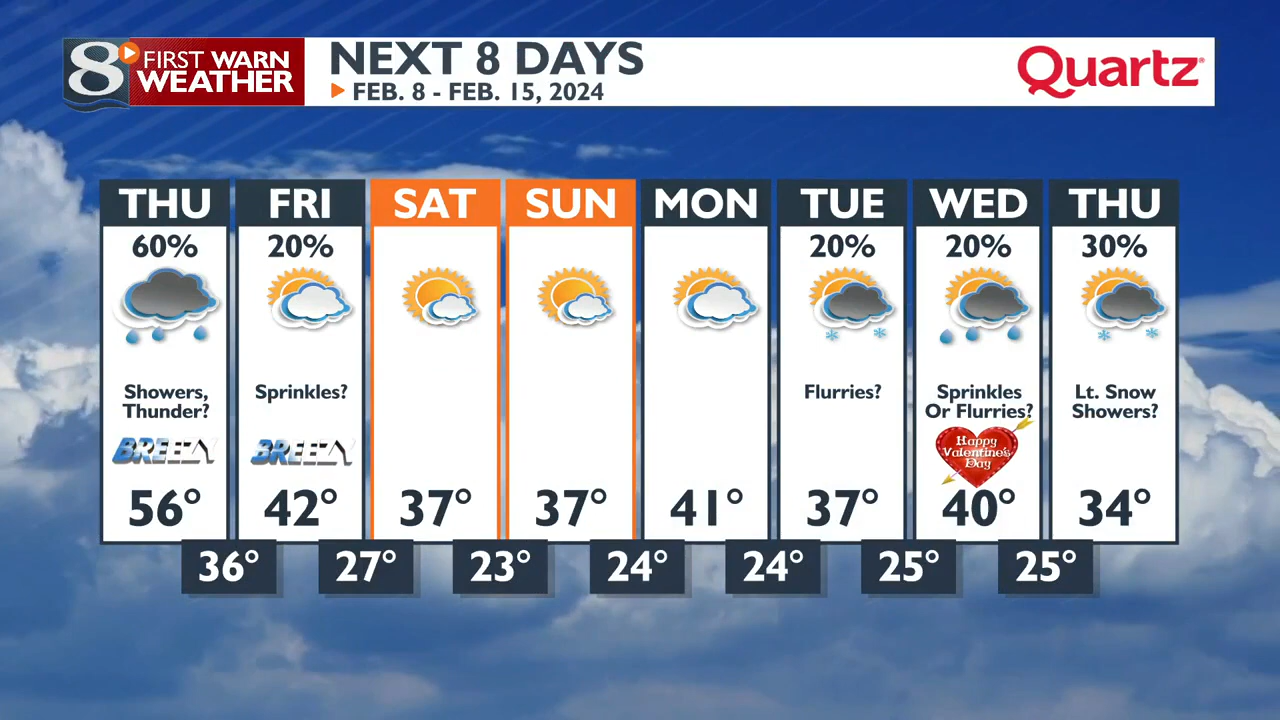 8 FIRST WARN
WEATHER
NEXT 8 DAYS
FEB. 8 - FEB. 15, 2024
Quartz®
THU FRI SAT SUN MON TUE WED THU
60% 20% 20% 20% 30%
Showers,
Thunder?
Sprinkles?
Flurries?
Sprinkles
Or Flurries?
Lt. Snow
Showers?
BREEZY BREEZY
Happy
Valentine's
Day
56° 42° 37° 37° 41° 37° 40° 34°
36° 27° 23° 24° 24° 25° 25°